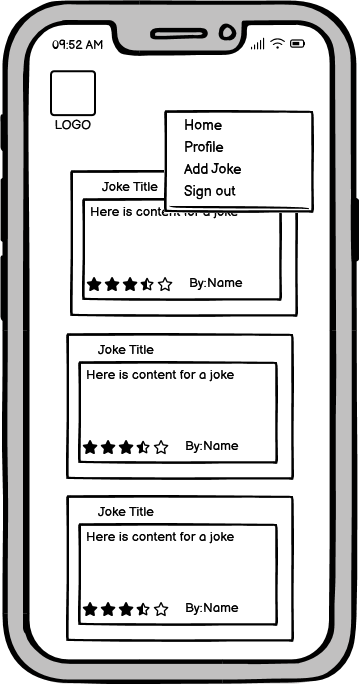 09:52 AM
LOGO
Home
Profile
Add Joke
Sign out
Joke Title
Here is content for a joke
By:Name
Joke Title
Here is content for a joke
By:Name
Joke Title
Here is content for a joke
By:Name